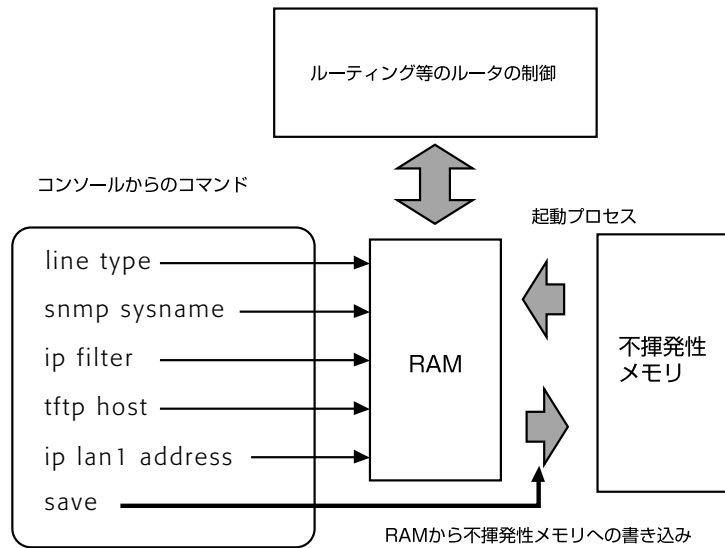 ルーティング等のルータの制御
コンソールからのコマンド
起動プロセス
line type
snmp sysname
ip filter
tftp host
ip lan1 address
save
RAM
不揮発性
メモリ
RAMから不揮発性メモリへの書き込み